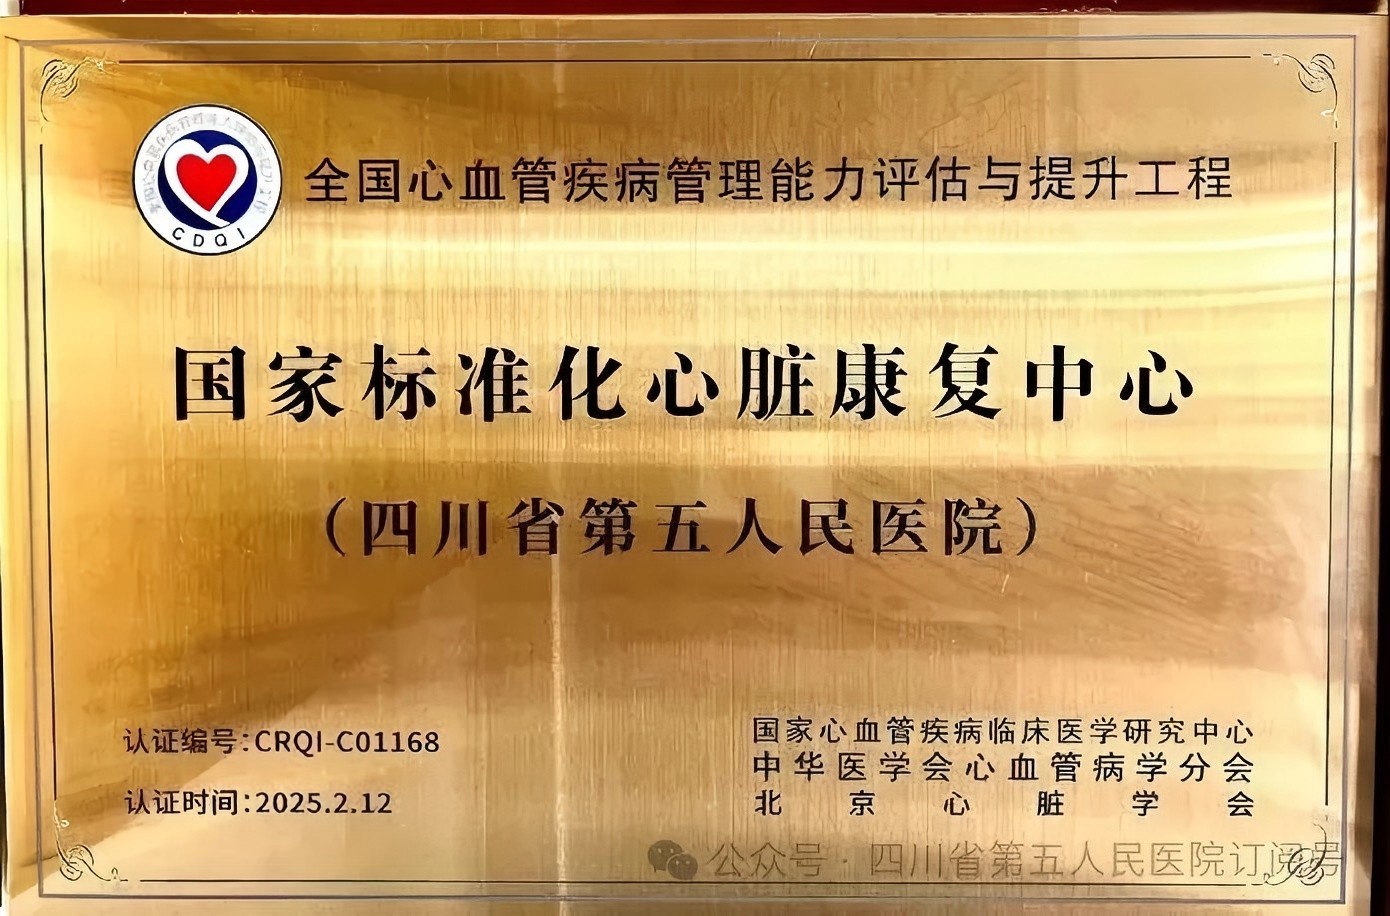 全国心血管疾病管理能力评估与提升工程
CDQI
国家标准化心脏康复中心
（四川省第五人民医院）
认证编号：CRQI-C01168
认证时间：2025.2.12
国家心血管疾病临床医学研究中心
中华医学会心血管病学分会
北京心脏学会
公众号·四川省第五人民医院订阅号